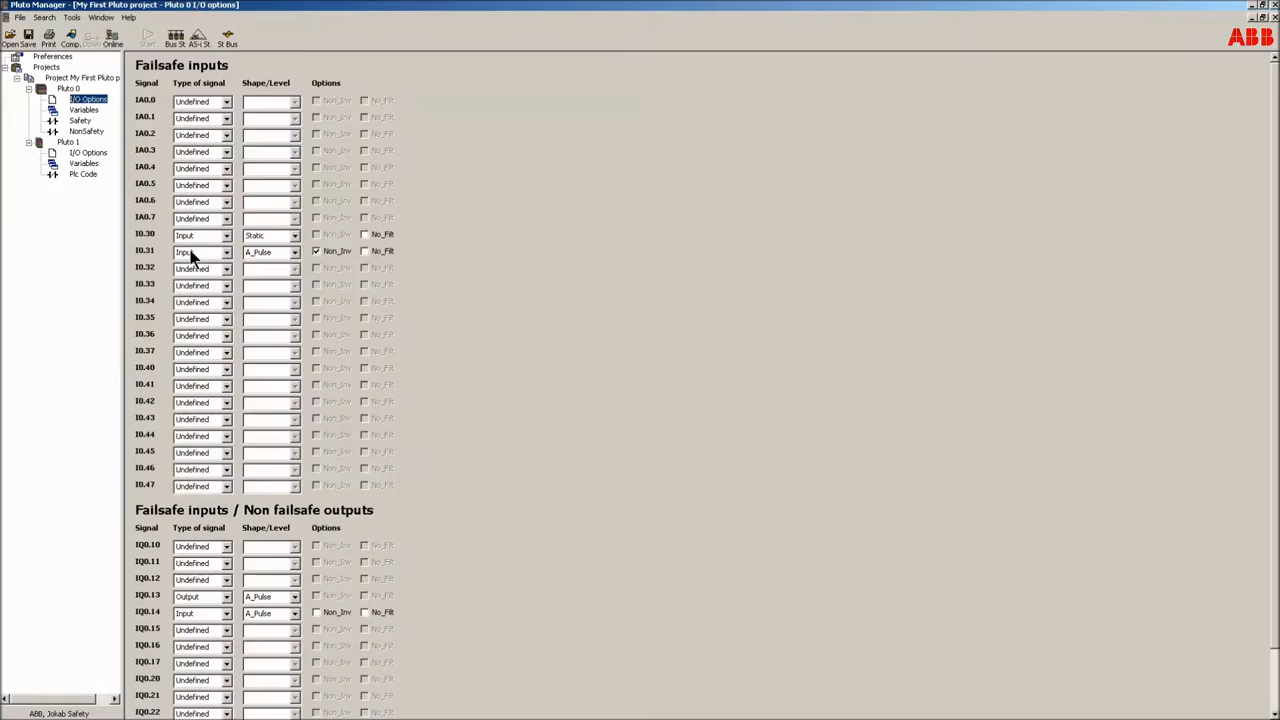 Pluto Manager - [My First Pluto project - Pluto 0 I/O options]
File Search Tools Window Help
Open Save Print Comp. Down Online Start Bus St AS-i St St Bus
ABB
Preferences
Projects
Project My First Pluto p
Pluto 0
I/O Options
Variables
Safety
NonSafety
Pluto 1
I/O Options
Variables
Plc Code
Failsafe inputs
Signal Type of signal Shape/Level Options
IA0.0 Undefined Non_Inv No_Filt
IA0.1 Undefined Non_Inv No_Filt
IA0.2 Undefined Non_Inv No_Filt
IA0.3 Undefined Non_Inv No_Filt
IA0.4 Undefined Non_Inv No_Filt
IA0.5 Undefined Non_Inv No_Filt
IA0.6 Undefined Non_Inv No_Filt
IA0.7 Undefined Non_Inv No_Filt
I0.30 Input Static No_Filt
I0.31 Input A_Pulse Non_Inv No_Filt
I0.32 Undefined Non_Inv No_Filt
I0.33 Undefined Non_Inv No_Filt
I0.34 Undefined Non_Inv No_Filt
I0.35 Undefined Non_Inv No_Filt
I0.36 Undefined Non_Inv No_Filt
I0.37 Undefined Non_Inv No_Filt
I0.40 Undefined Non_Inv No_Filt
I0.41 Undefined Non_Inv No_Filt
I0.42 Undefined Non_Inv No_Filt
I0.43 Undefined Non_Inv No_Filt
I0.44 Undefined Non_Inv No_Filt
I0.45 Undefined Non_Inv No_Filt
I0.46 Undefined Non_Inv No_Filt
I0.47 Undefined Non_Inv No_Filt
Failsafe inputs / Non failsafe outputs
Signal Type of signal Shape/Level Options
IQ0.10 Undefined Non_Inv No_Filt
IQ0.11 Undefined Non_Inv No_Filt
IQ0.12 Undefined Non_Inv No_Filt
IQ0.13 Output A_Pulse Non_Inv No_Filt
IQ0.14 Input A_Pulse Non_Inv No_Filt
IQ0.15 Undefined Non_Inv No_Filt
IQ0.16 Undefined Non_Inv No_Filt
IQ0.17 Undefined Non_Inv No_Filt
IQ0.20 Undefined Non_Inv No_Filt
IQ0.21 Undefined Non_Inv No_Filt
IQ0.22 Undefined Non_Inv No_Filt
ABB, Jokab Safety